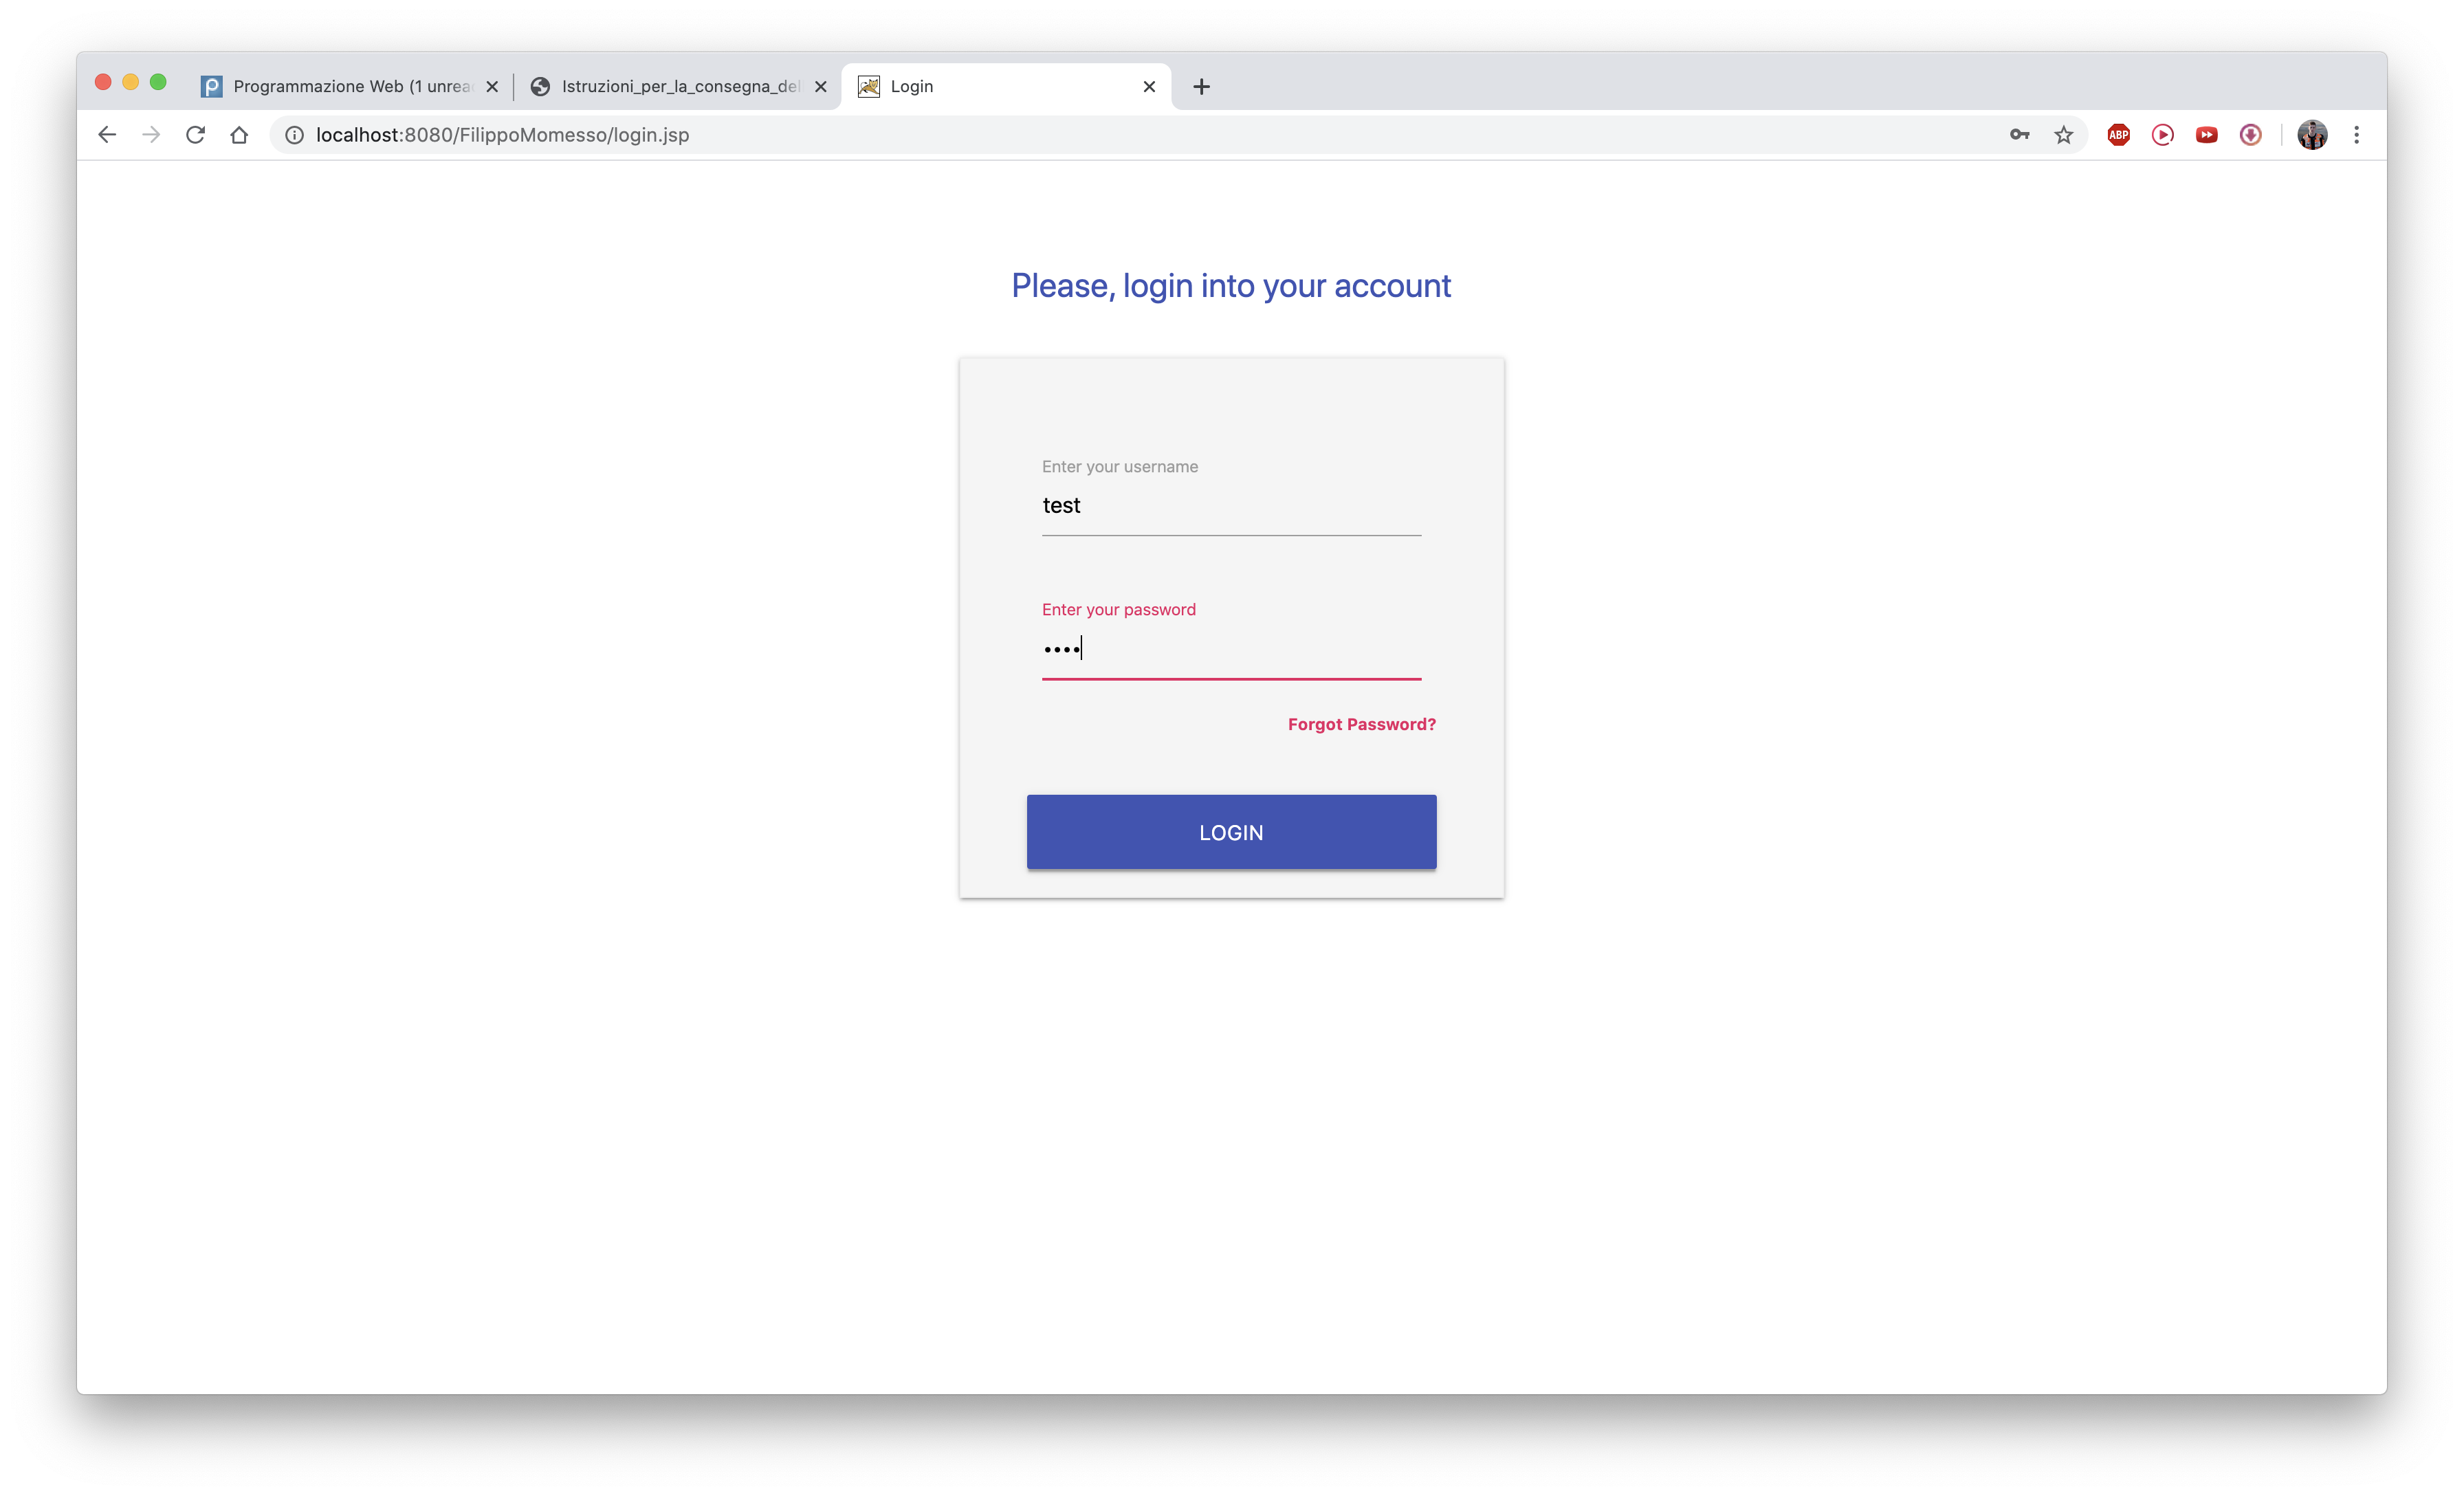 Programmazione Web (1 unrea
Istruzioni_per_la_consegna_del
Login
localhost:8080/FilippoMomesso/login.jsp
ABP
Please, login into your account
Enter your username
test
Enter your password
••••
Forgot Password?
LOGIN